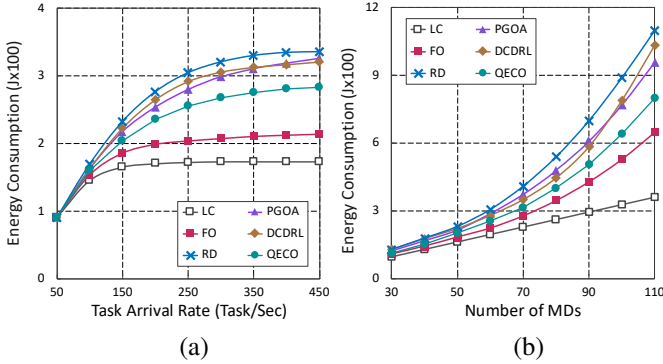 Energy Consumption (Jx100)
4
3
2
1
0
50 150 250 350 450
Task Arrival Rate (Task/Sec)
LC PGOA
FO DCDRL
RD QECO
(a)
Energy Consumption (Jx100)
12
9
6
3
0
30 50 70 90 110
Number of MDs
LC PGOA
FO DCDRL
RD QECO
(b)